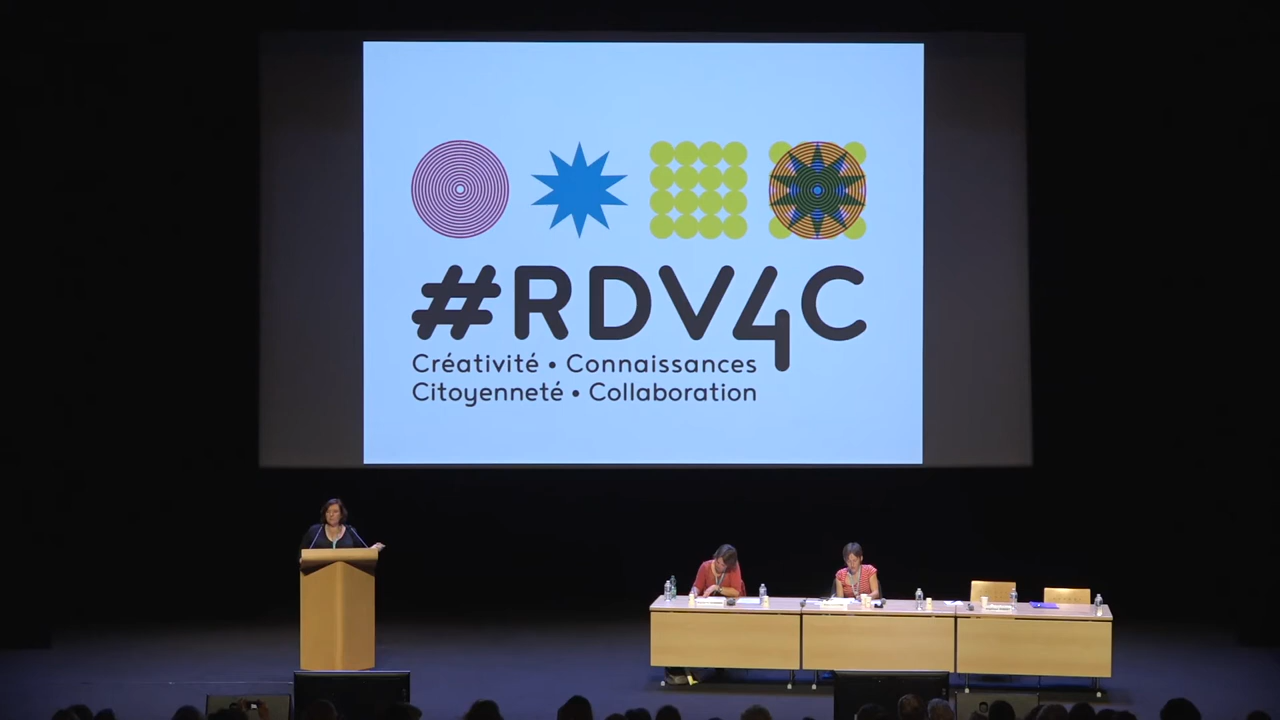 #RDV4C
Créativité • Connaissances
Citoyenneté • Collaboration